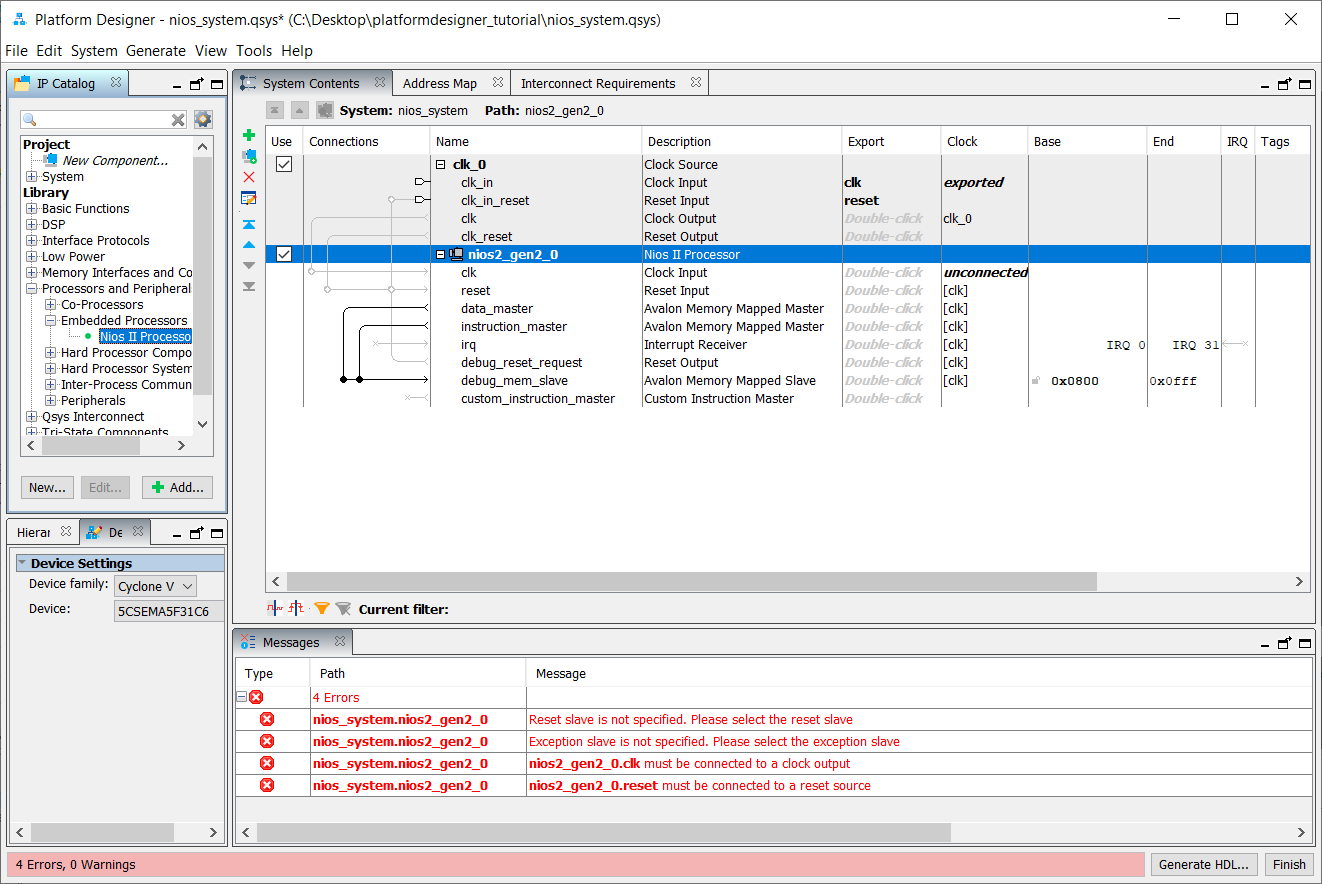 Platform Designer - nios_system.qsys* (C:\Desktop\platformdesigner_tutorial\nios_system.qsys)
File Edit System Generate View Tools Help
IP Catalog
Project
New Component...
System
Library
Basic Functions
DSP
Interface Protocols
Low Power
Memory Interfaces and Co
Processors and Peripheral
Co-Processors
Embedded Processors
Nios II Processo
Hard Processor Compo
Hard Processor System
Inter-Process Commun
Peripherals
Qsys Interconnect
Tri-State Components
New... Edit... Add...
Hierar De
Device Settings
Device family: Cyclone V
Device: 5CSEMA5F31C6
System Contents Address Map Interconnect Requirements
System: nios_system Path: nios2_gen2_0
Use Connections Name Description Export Clock Base End IRQ Tags
clk_0 Clock Source
clk_in Clock Input clk exported
clk_in_reset Reset Input reset
clk Clock Output Double-click clk_0
clk_reset Reset Output Double-click
nios2_gen2_0 Nios II Processor
clk Clock Input Double-click unconnected
reset Reset Input Double-click [clk]
data_master Avalon Memory Mapped Master Double-click [clk]
instruction_master Avalon Memory Mapped Master Double-click [clk]
irq Interrupt Receiver Double-click [clk] IRQ 0 IRQ 31
debug_reset_request Reset Output Double-click [clk]
debug_mem_slave Avalon Memory Mapped Slave Double-click [clk] 0x0800 0x0fff
custom_instruction_master Custom Instruction Master Double-click
Current filter:
Messages
Type Path Message
4 Errors
nios_system.nios2_gen2_0 Reset slave is not specified. Please select the reset slave
nios_system.nios2_gen2_0 Exception slave is not specified. Please select the exception slave
nios_system.nios2_gen2_0 nios2_gen2_0.clk must be connected to a clock output
nios_system.nios2_gen2_0 nios2_gen2_0.reset must be connected to a reset source
4 Errors, 0 Warnings
Generate HDL... Finish